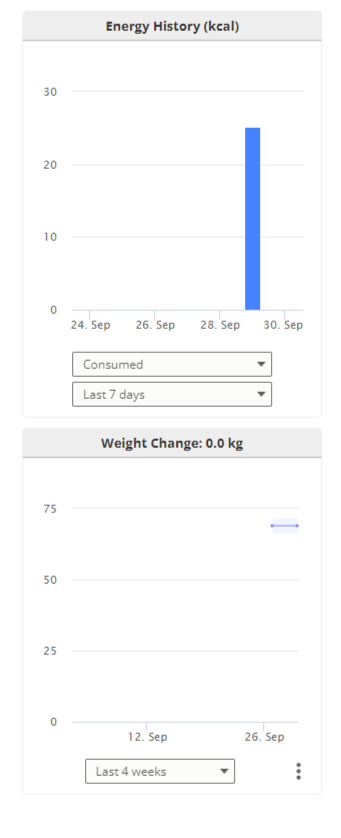 Energy History (kcal)
30
20
10
0
24. Sep 26. Sep 28. Sep 30. Sep
Consumed
Last 7 days
Weight Change: 0.0 kg
75
50
25
0
12. Sep 26. Sep
Last 4 weeks